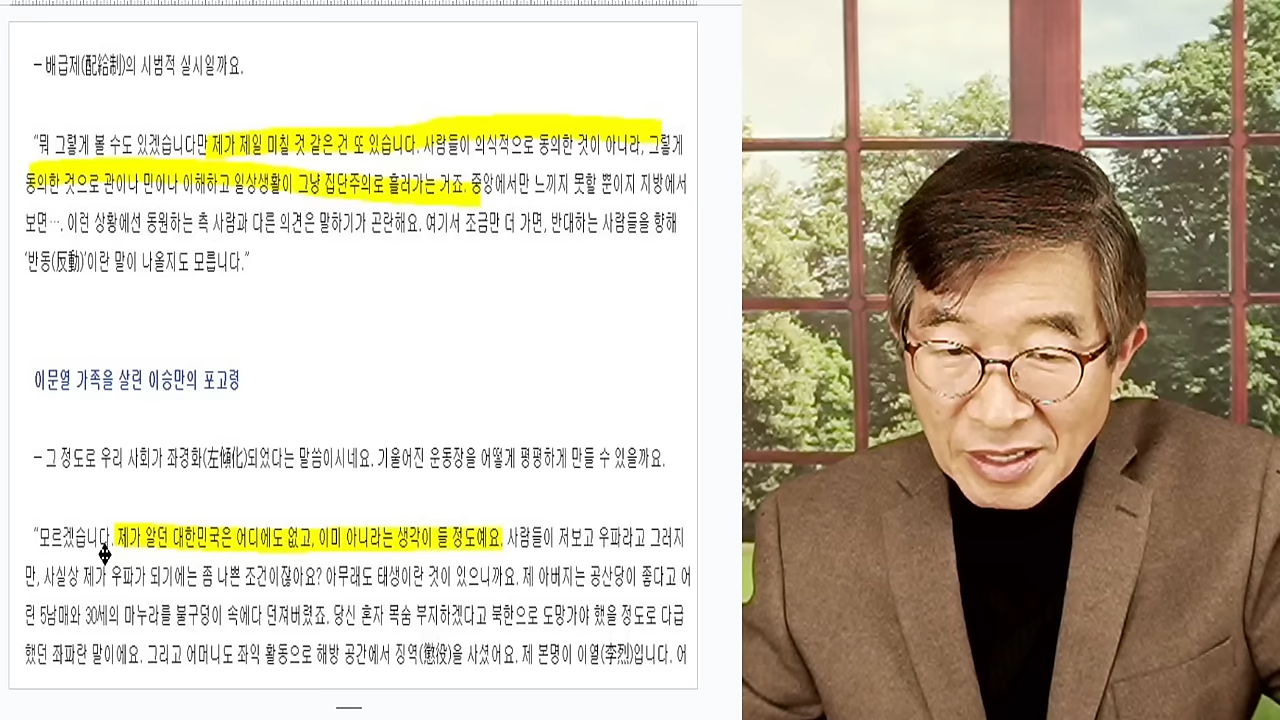 – 배급제(配給制)의 시범적 실시일까요.
“뭐 그렇게 볼 수도 있겠습니다만 제가 제일 미칠 것 같은 건 또 있습니다. 사람들이 의식적으로 동의한 것이 아니라, 그렇게
동의한 것으로 관이나 민이나 이해하고 일상생활이 그냥 집단주의로 흘러가는 거죠. 중앙에서만 느끼지 못할 뿐이지 지방에서
보면…. 이런 상황에선 동원하는 측 사람과 다른 의견은 말하기가 곤란해요. 여기서 조금만 더 가면, 반대하는 사람들을 향해
‘반동(反動)’이란 말이 나올지도 모릅니다.”
이문열 가족을 살린 이승만의 포고령
– 그 정도로 우리 사회가 좌경화(左傾化)되었다는 말씀이시네요. 기울어진 운동장을 어떻게 평평하게 만들 수 있을까요.
“모르겠습니다. 제가 알던 대한민국은 어디에도 없고, 이미 아니라는 생각이 들 정도예요. 사람들이 저보고 우파라고 그러지
만, 사실상 제가 우파가 되기에는 좀 나쁜 조건이잖아요? 아무래도 태생이란 것이 있으니까요. 제 아버지는 공산당이 좋다고 어
린 5남매와 30세의 마누라를 불구덩이 속에다 던져버렸죠. 당신 혼자 목숨 부지하겠다고 북한으로 도망가야 했을 정도로 다급
했던 좌파란 말이에요. 그리고 어머니도 좌익 활동으로 해방 공간에서 징역(懲役)을 사셨어요. 제 본명이 이열(李烈)입니다. 어